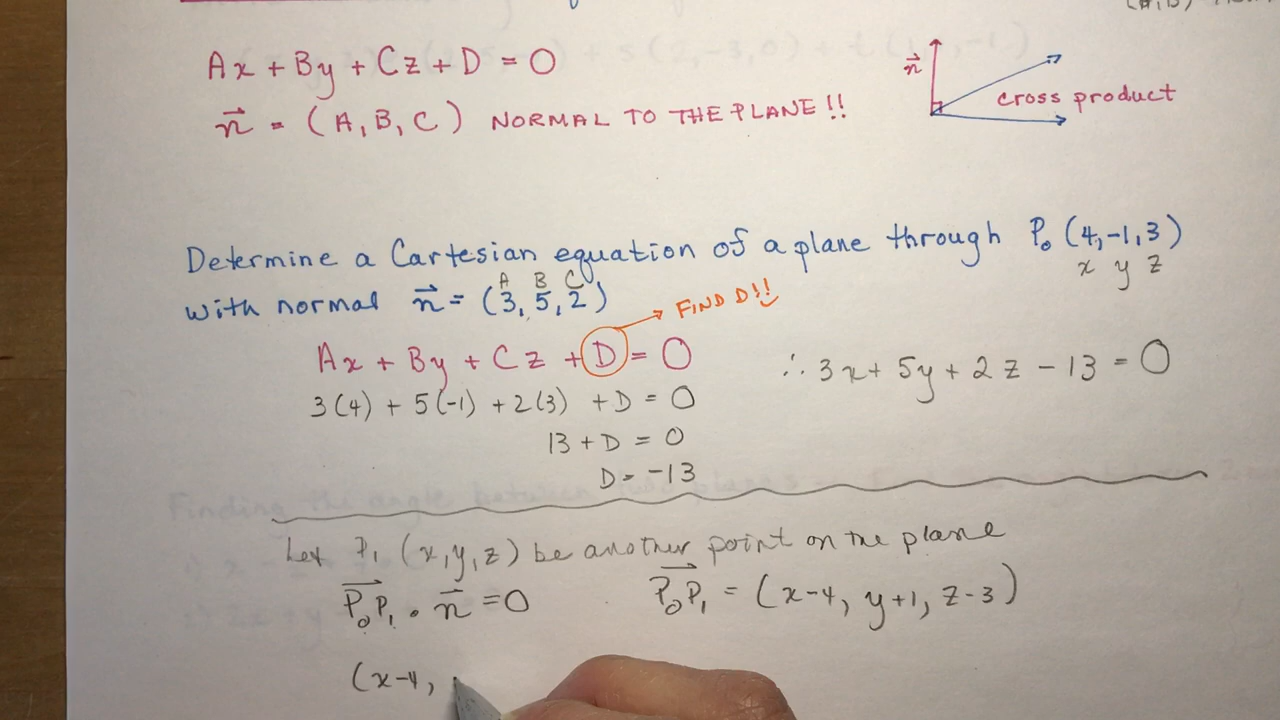 Ax + By + Cz + D = 0
n⃗ = (A, B, C) NORMAL TO THE PLANE!!
n⃗
cross product
Determine a Cartesian equation of a plane through P₀ (4, -1, 3)
x y z
A B C
with normal n⃗ = (3, 5, 2)
FIND D!!
Ax + By + Cz + D = 0
3(4) + 5(-1) + 2(3) + D = 0
13 + D = 0
D = -13
∴ 3x + 5y + 2z - 13 = 0
Let P₁ (x, y, z) be another point on the plane
P₀P₁⃗ • n⃗ = 0
P₀P₁⃗ = (x-4, y+1, z-3)
(x-4,